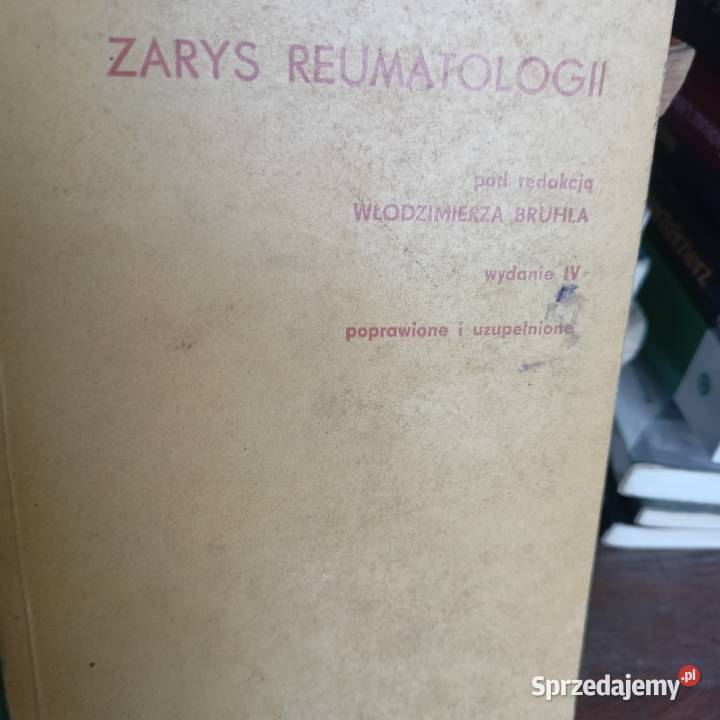 ZARYS REUMATOLOGII
pod redakcją
WŁODZIMIERZA BRUHLA
wydanie IV
poprawione i uzupełnione
Sprzedajemy.pl